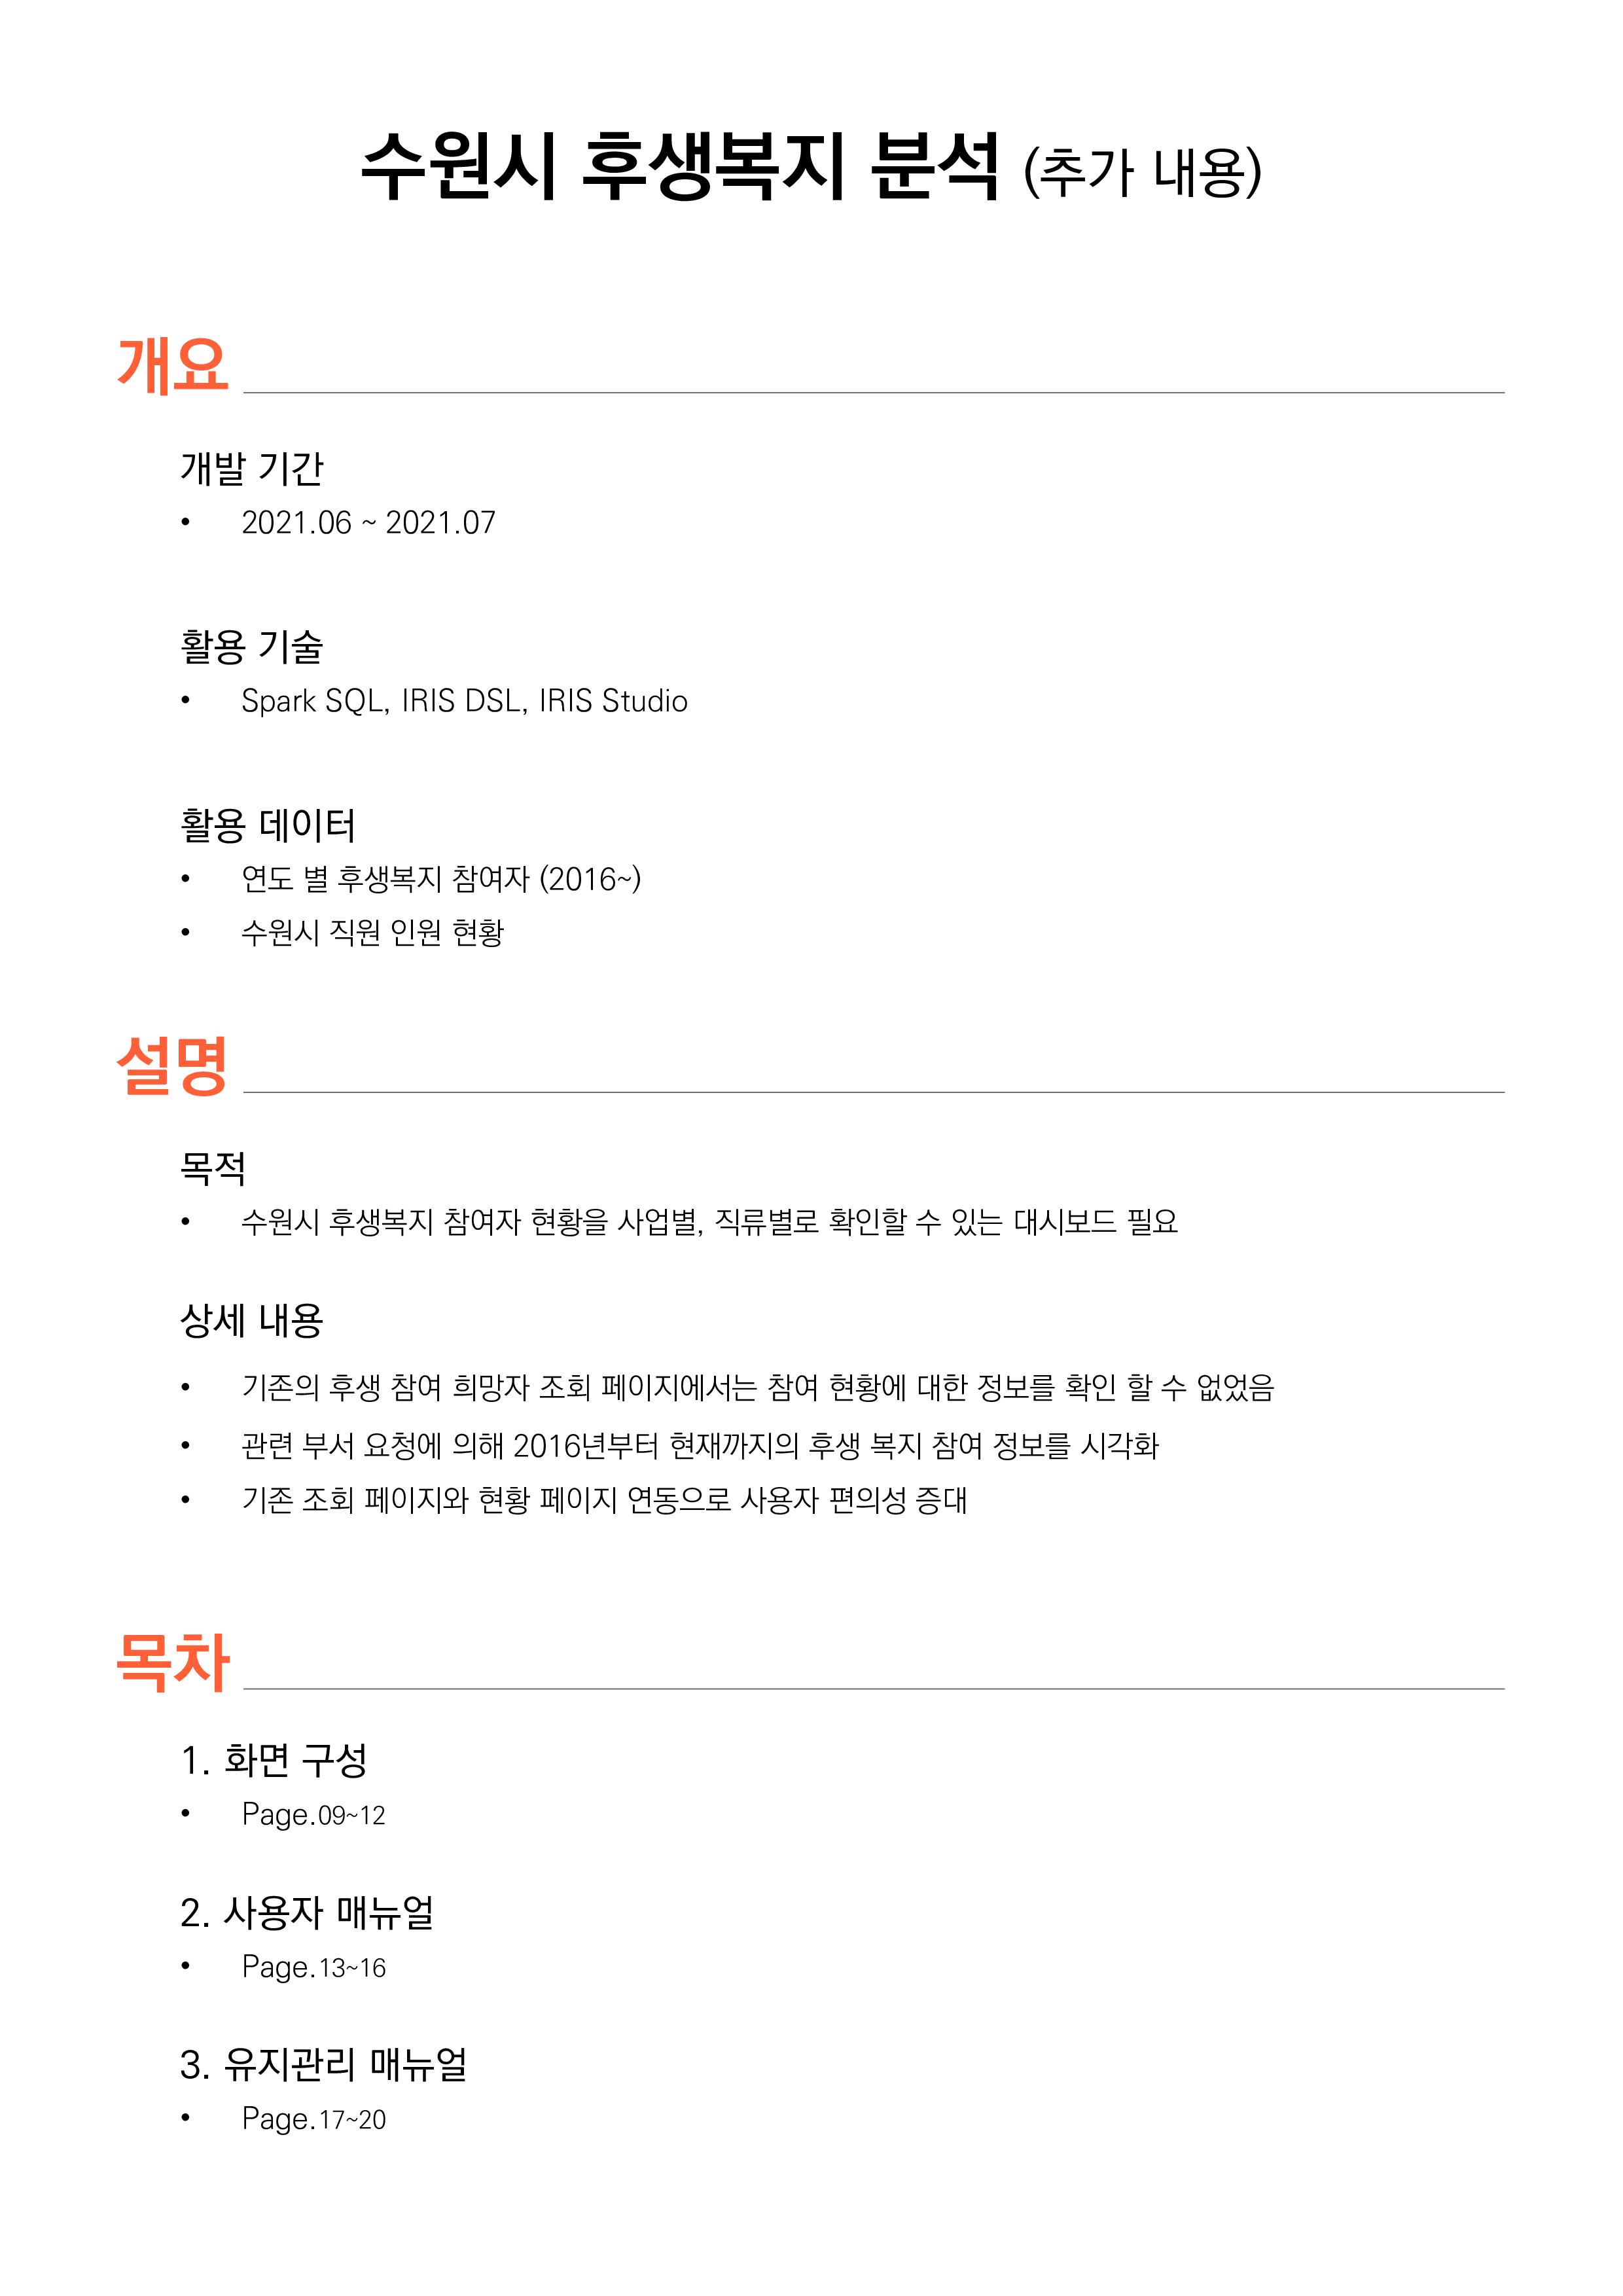 수원시 후생복지 분석 (추가 내용)
개요
개발 기간
• 2021.06 ~ 2021.07
활용 기술
• Spark SQL, IRIS DSL, IRIS Studio
활용 데이터
• 연도 별 후생복지 참여자 (2016~)
• 수원시 직원 인원 현황
설명
목적
• 수원시 후생복지 참여자 현황을 사업별, 직류별로 확인할 수 있는 대시보드 필요
상세 내용
• 기존의 후생 참여 희망자 조회 페이지에서는 참여 현황에 대한 정보를 확인 할 수 없었음
• 관련 부서 요청에 의해 2016년부터 현재까지의 후생 복지 참여 정보를 시각화
• 기존 조회 페이지와 현황 페이지 연동으로 사용자 편의성 증대
목차
1. 화면 구성
• Page.09~12
2. 사용자 매뉴얼
• Page.13~16
3. 유지관리 매뉴얼
• Page.17~20